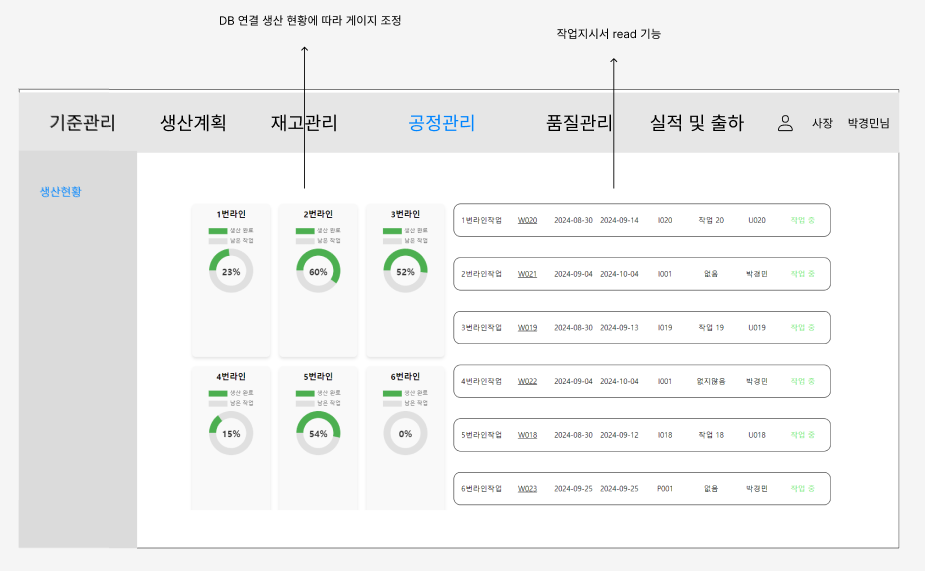 DB 연결 생산 현황에 따라 게이지 조정
작업지시서 read 기능
기준관리 생산계획 재고관리 공정관리 품질관리 실적 및 출하 사장 박경민님
생산현황
1번라인
생산 완료
남은 작업
23%
2번라인
생산 완료
남은 작업
60%
3번라인
생산 완료
남은 작업
52%
4번라인
생산 완료
남은 작업
15%
5번라인
생산 완료
남은 작업
54%
6번라인
생산 완료
남은 작업
0%
1번라인작업 W020 2024-08-30 2024-09-14 I020 작업 20 U020 작업 중
2번라인작업 W021 2024-09-04 2024-10-04 I001 없음 박경민 작업 중
3번라인작업 W019 2024-08-30 2024-09-13 I019 작업 19 U019 작업 중
4번라인작업 W022 2024-09-04 2024-10-04 I001 없지않음 박경민 작업 중
5번라인작업 W018 2024-08-30 2024-09-12 I018 작업 18 U018 작업 중
6번라인작업 W023 2024-09-25 2024-09-25 P001 없음 박경민 작업 중